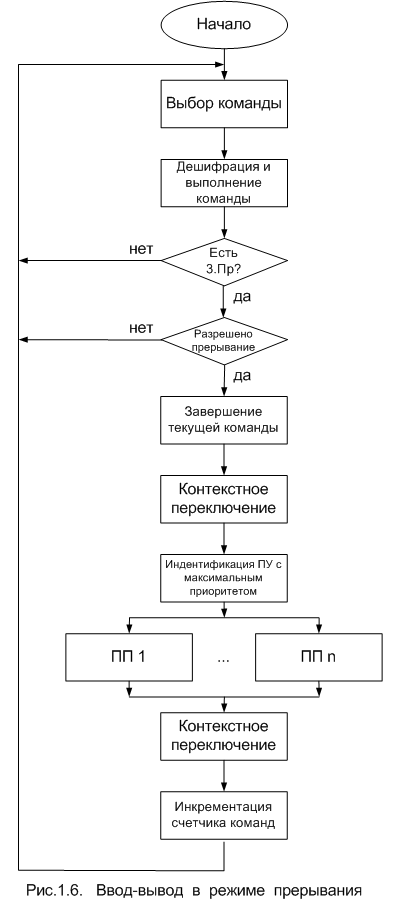 Начало
Выбор команды
Дешифрация и
выполнение
команды
нет
Есть
З.Пр?
да
нет
Разрешено
прерывание
да
Завершение
текущей команды
Контекстное
переключение
Индентификация ПУ с
максимальным
приоритетом
ПП 1
...
ПП n
Контекстное
переключение
Инкрементация
счетчика команд
Рис.1.6. Ввод-вывод в режиме прерывания